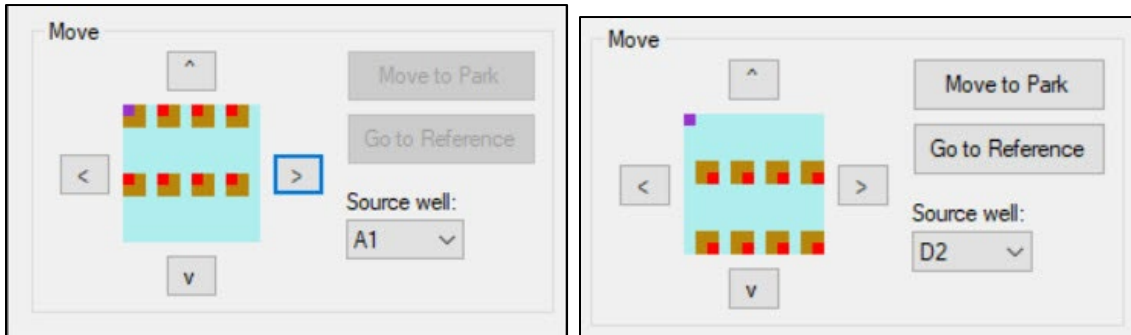 Move
^
Move to Park
Go to Reference
<
>
Source well:
A1
v
Move
^
Move to Park
Go to Reference
<
>
Source well:
D2
v